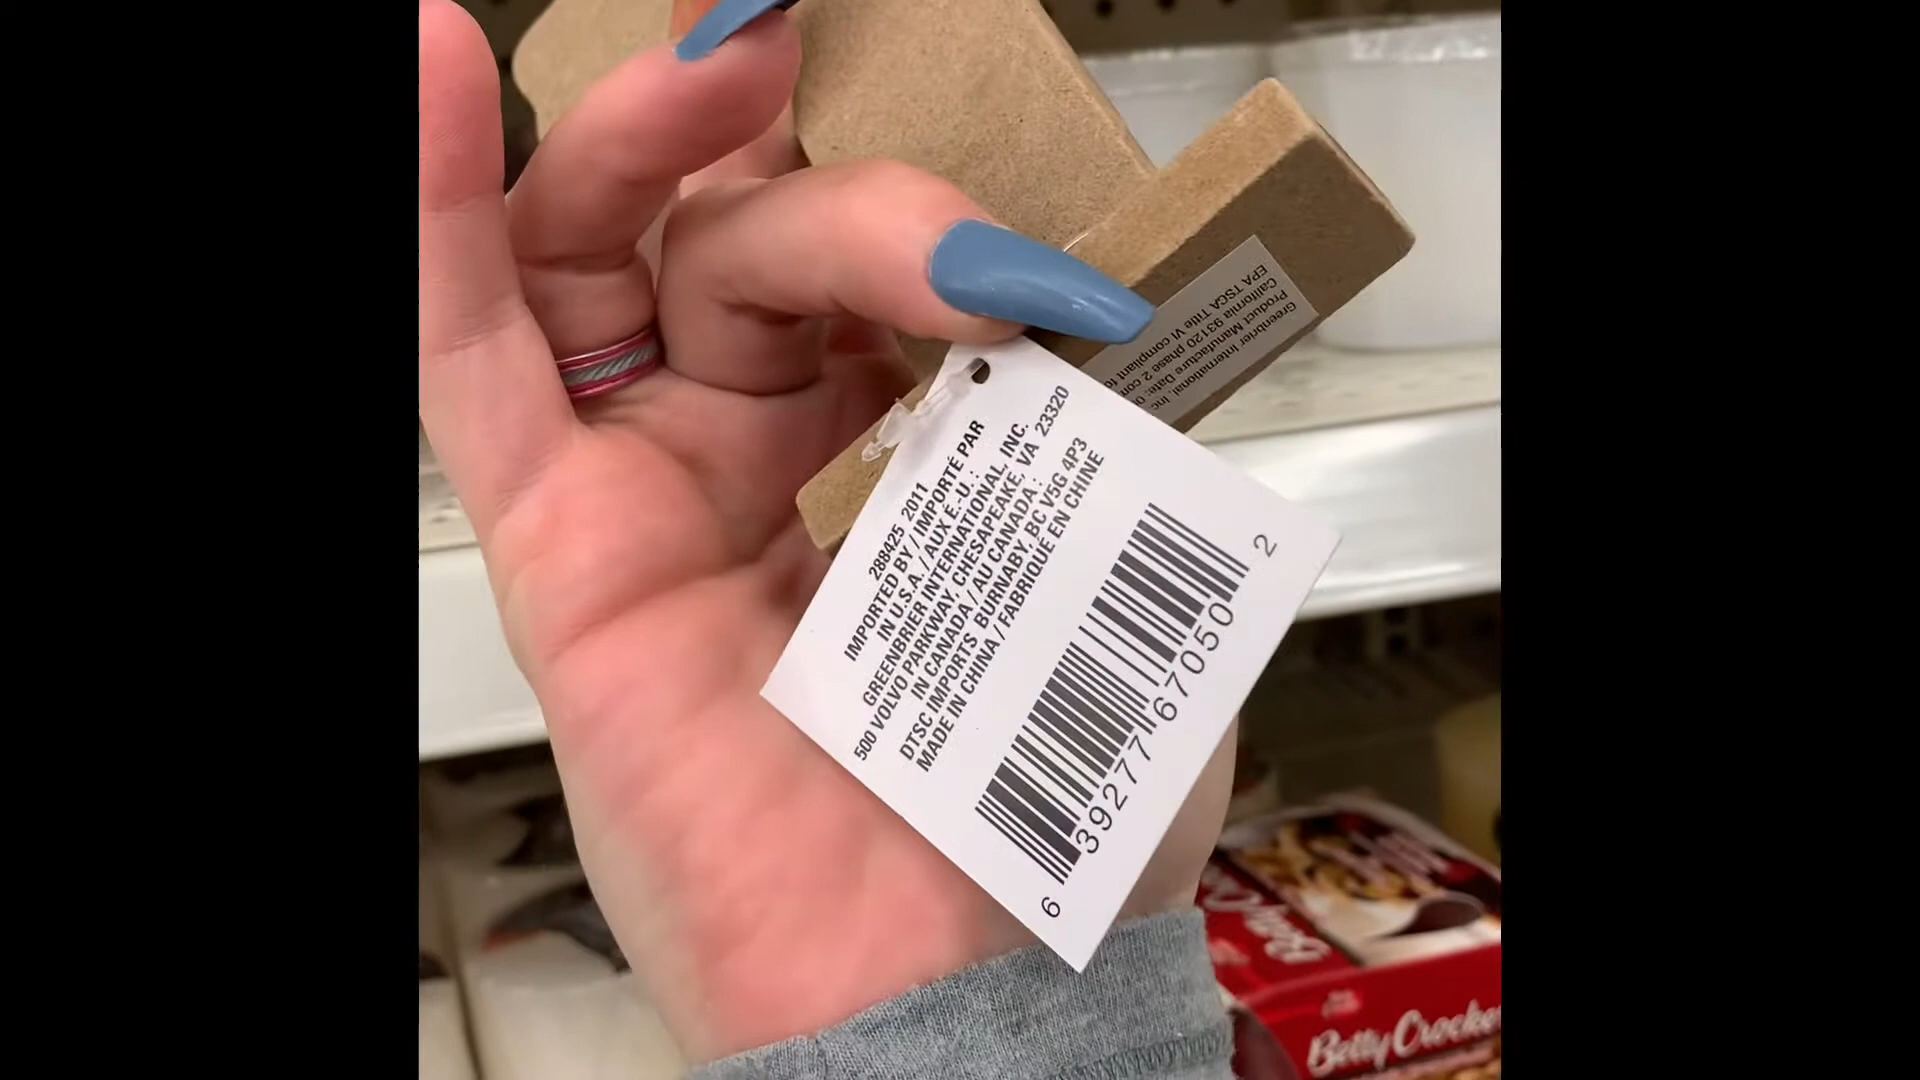 288425 2011
IMPORTED BY / IMPORTÉ PAR
IN U.S.A. / AUX É.-U. :
GREENBRIER INTERNATIONAL, INC.
500 VOLVO PARKWAY, CHESAPEAKE, VA 23320
IN CANADA / AU CANADA :
DTSC IMPORTS BURNABY, BC V5G 4P3
MADE IN CHINA / FABRIQUÉ EN CHINE
6 39277 67050 2
Greenbrier International, Inc.
Product Manufacture Date:
California 93120 phase 2
EPA TSCA Title VI compliant
Betty
Betty Crocke